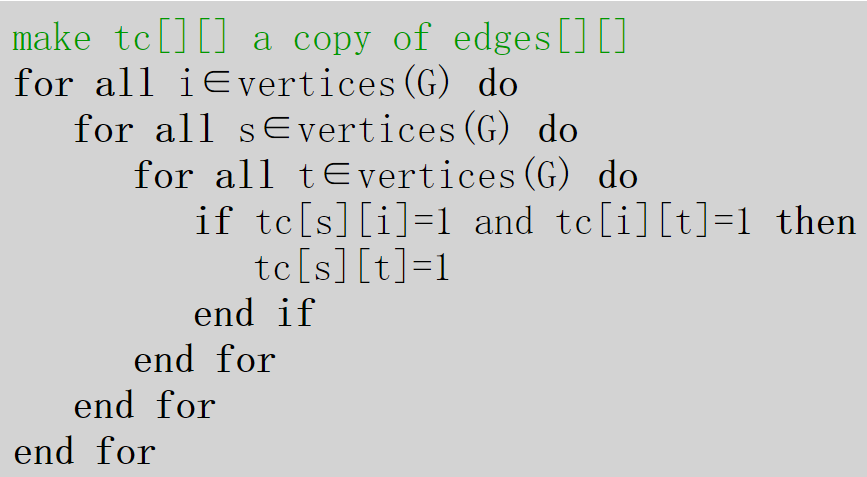 make tc[][] a copy of edges[][]
for all i∈vertices(G) do
for all s∈vertices(G) do
for all t∈vertices(G) do
if tc[s][i]=1 and tc[i][t]=1 then
tc[s][t]=1
end if
end for
end for
end for